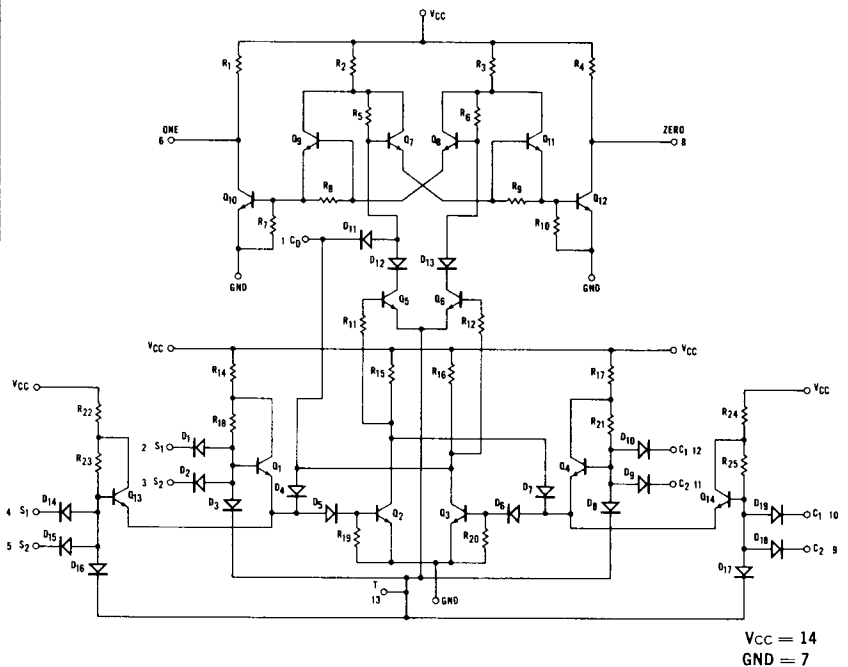 VCC
R1
R2
R3
R4
ONE
6
R5
R6
ZERO
8
Q9
Q7
Q8
Q11
Q10
R8
R9
Q12
R7
R10
D11
1 CD
D12
D13
GND
GND
Q5
Q6
R11
R12
VCC
VCC
R14
R15
R16
R17
VCC
VCC
R22
R24
R18
R21
D1
D10
2 S1
C1 12
R23
R25
Q1
Q4
D2
D9
3 S2
C2 11
D4
D7
Q13
Q14
D3
D5
D6
D8
D14
D19
4 S1
C1 10
Q2
Q3
D15
D18
5 S2
C2 9
R19
R20
D16
D17
T
13
GND
VCC = 14
GND = 7